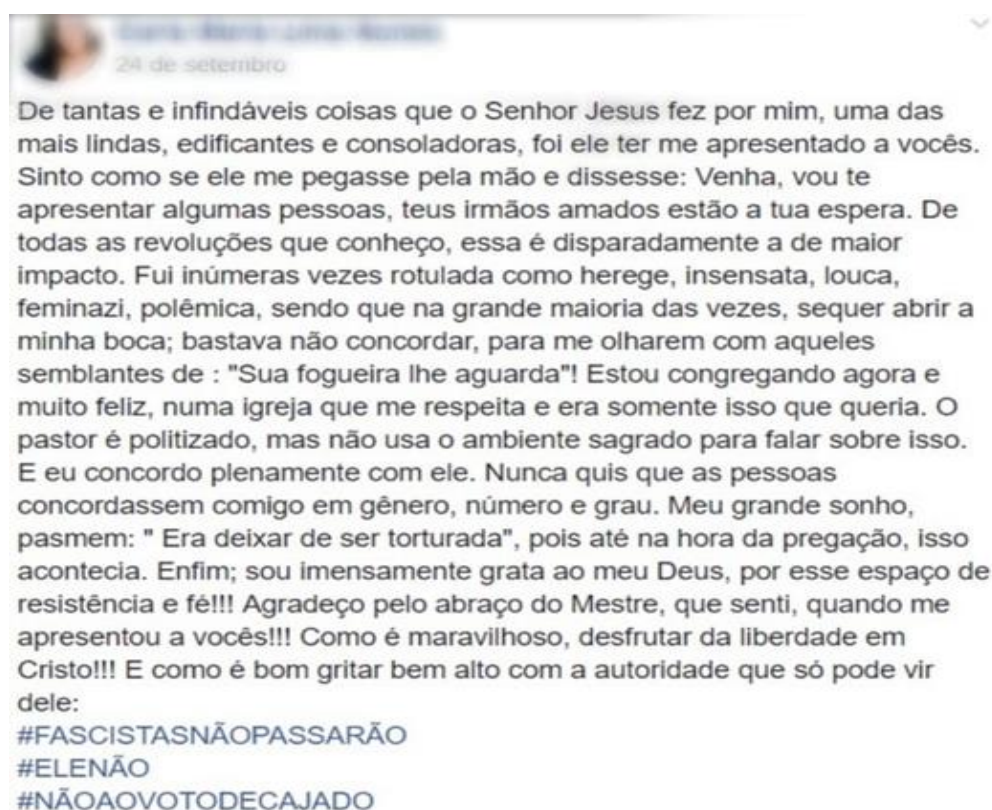 24 de setembro
De tantas e infindáveis coisas que o Senhor Jesus fez por mim, uma das
mais lindas, edificantes e consoladoras, foi ele ter me apresentado a vocês.
Sinto como se ele me pegasse pela mão e dissesse: Venha, vou te
apresentar algumas pessoas, teus irmãos amados estão a tua espera. De
todas as revoluções que conheço, essa é disparadamente a de maior
impacto. Fui inúmeras vezes rotulada como herege, insensata, louca,
feminazi, polêmica, sendo que na grande maioria das vezes, sequer abrir a
minha boca; bastava não concordar, para me olharem com aqueles
semblantes de : "Sua fogueira lhe aguarda"! Estou congregando agora e
muito feliz, numa igreja que me respeita e era somente isso que queria. O
pastor é politizado, mas não usa o ambiente sagrado para falar sobre isso.
E eu concordo plenamente com ele. Nunca quis que as pessoas
concordassem comigo em gênero, número e grau. Meu grande sonho,
pasmem: " Era deixar de ser torturada", pois até na hora da pregação, isso
acontecia. Enfim; sou imensamente grata ao meu Deus, por esse espaço de
resistência e fé!!! Agradeço pelo abraço do Mestre, que senti, quando me
apresentou a vocês!!! Como é maravilhoso, desfrutar da liberdade em
Cristo!!! E como é bom gritar bem alto com a autoridade que só pode vir
dele:
#FASCISTASNÃOPASSARÃO
#ELENÃO
#NÃOAOVOTODECAJADO